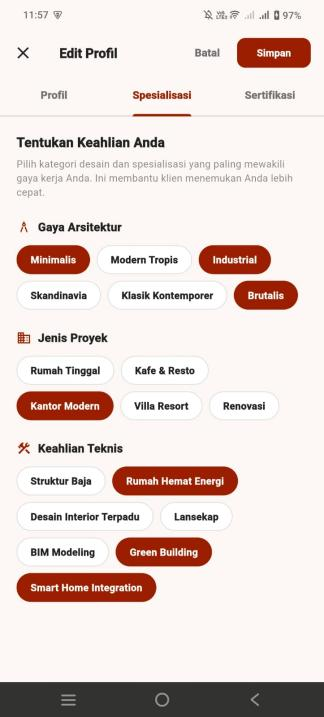 11:57
97%
Edit Profil
Batal
Simpan
Profil
Spesialisasi
Sertifikasi
Tentukan Keahlian Anda
Pilih kategori desain dan spesialisasi yang paling mewakili
gaya kerja Anda. Ini membantu klien menemukan Anda lebih
cepat.
Gaya Arsitektur
Minimalis
Modern Tropis
Industrial
Skandinavia
Klasik Kontemporer
Brutalis
Jenis Proyek
Rumah Tinggal
Kafe & Resto
Kantor Modern
Villa Resort
Renovasi
Keahlian Teknis
Struktur Baja
Rumah Hemat Energi
Desain Interior Terpadu
Lansekap
BIM Modeling
Green Building
Smart Home Integration